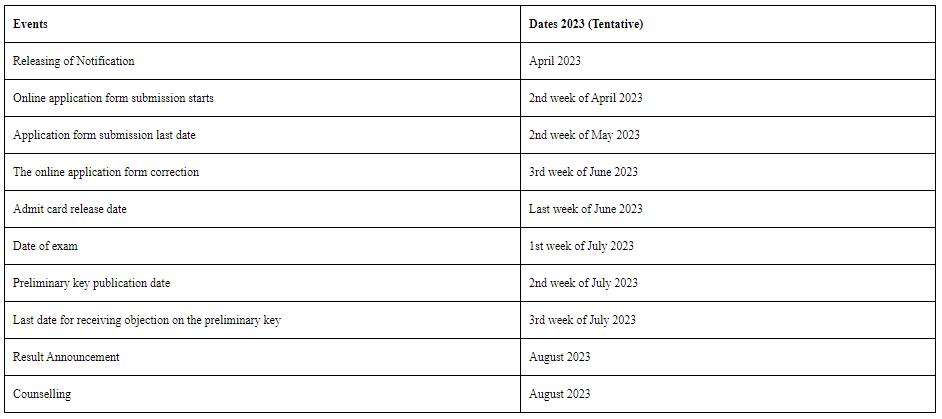 Events Dates 2023 (Tentative)
Releasing of Notification April 2023
Online application form submission starts 2nd week of April 2023
Application form submission last date 2nd week of May 2023
The online application form correction 3rd week of June 2023
Admit card release date Last week of June 2023
Date of exam 1st week of July 2023
Preliminary key publication date 2nd week of July 2023
Last date for receiving objection on the preliminary key 3rd week of July 2023
Result Announcement August 2023
Counselling August 2023